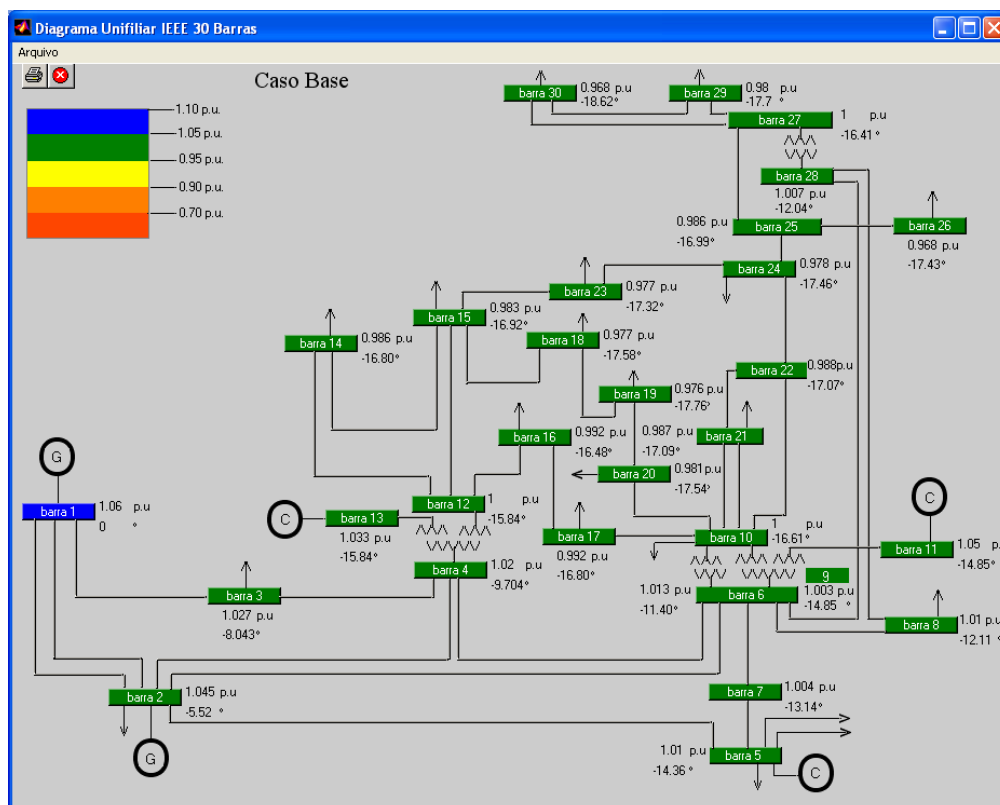 Diagrama Unifiliar IEEE 30 Barras
Arquivo
Caso Base
1.10 p.u.
1.05 p.u.
0.95 p.u.
0.90 p.u.
0.70 p.u.
barra 30
0.968 p.u
-18.62°
barra 29
0.98 p.u
-17.7 °
barra 27
1 p.u
-16.41 °
barra 28
1.007 p.u
-12.04°
barra 25
0.986 p.u
-16.99°
barra 26
0.968 p.u
-17.43°
barra 24
0.978 p.u
-17.46°
barra 23
0.977 p.u
-17.32°
barra 15
0.983 p.u
-16.92°
barra 14
0.986 p.u
-16.80°
barra 18
0.977 p.u
-17.58°
barra 22
0.988p.u
-17.07°
barra 19
0.976 p.u
-17.76°
barra 16
0.992 p.u
-16.48°
barra 21
0.987 p.u
-17.09°
barra 20
0.981p.u
-17.54°
G
barra 1
1.06 p.u
0 °
barra 12
1 p.u
-15.84°
C
barra 13
1.033 p.u
-15.84°
barra 17
0.992 p.u
-16.80°
barra 10
1 p.u
-16.61°
C
barra 11
1.05 p.u
-14.85°
barra 4
1.02 p.u
-9.704°
9
1.003 p.u
-14.85 °
barra 6
1.013 p.u
-11.40°
barra 3
1.027 p.u
-8.043°
barra 8
1.01 p.u
-12.11 °
barra 2
1.045 p.u
-5.52 °
G
barra 7
1.004 p.u
-13.14°
barra 5
1.01 p.u
-14.36 °
C